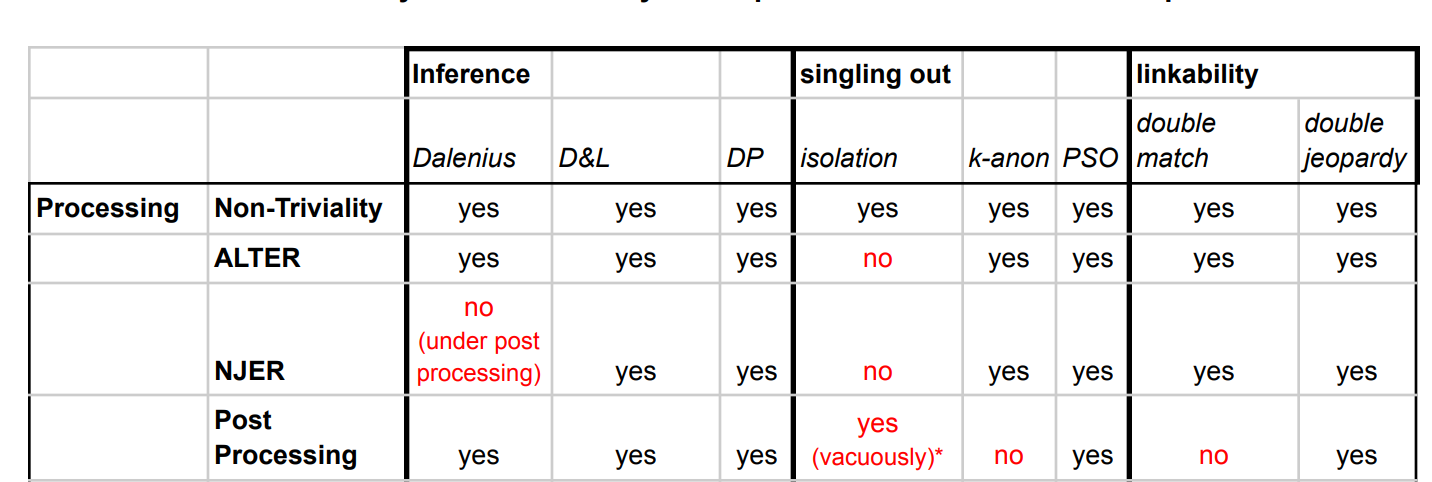 Inference singling out linkability
double double
Dalenius D&L DP isolation k-anon PSO match jeopardy
Processing Non-Triviality yes yes yes yes yes yes yes yes
ALTER yes yes yes no yes yes yes yes
no
(under post
processing)
NJER yes yes no yes yes yes yes
Post
Processing yes yes yes yes
(vacuously)* no yes no yes